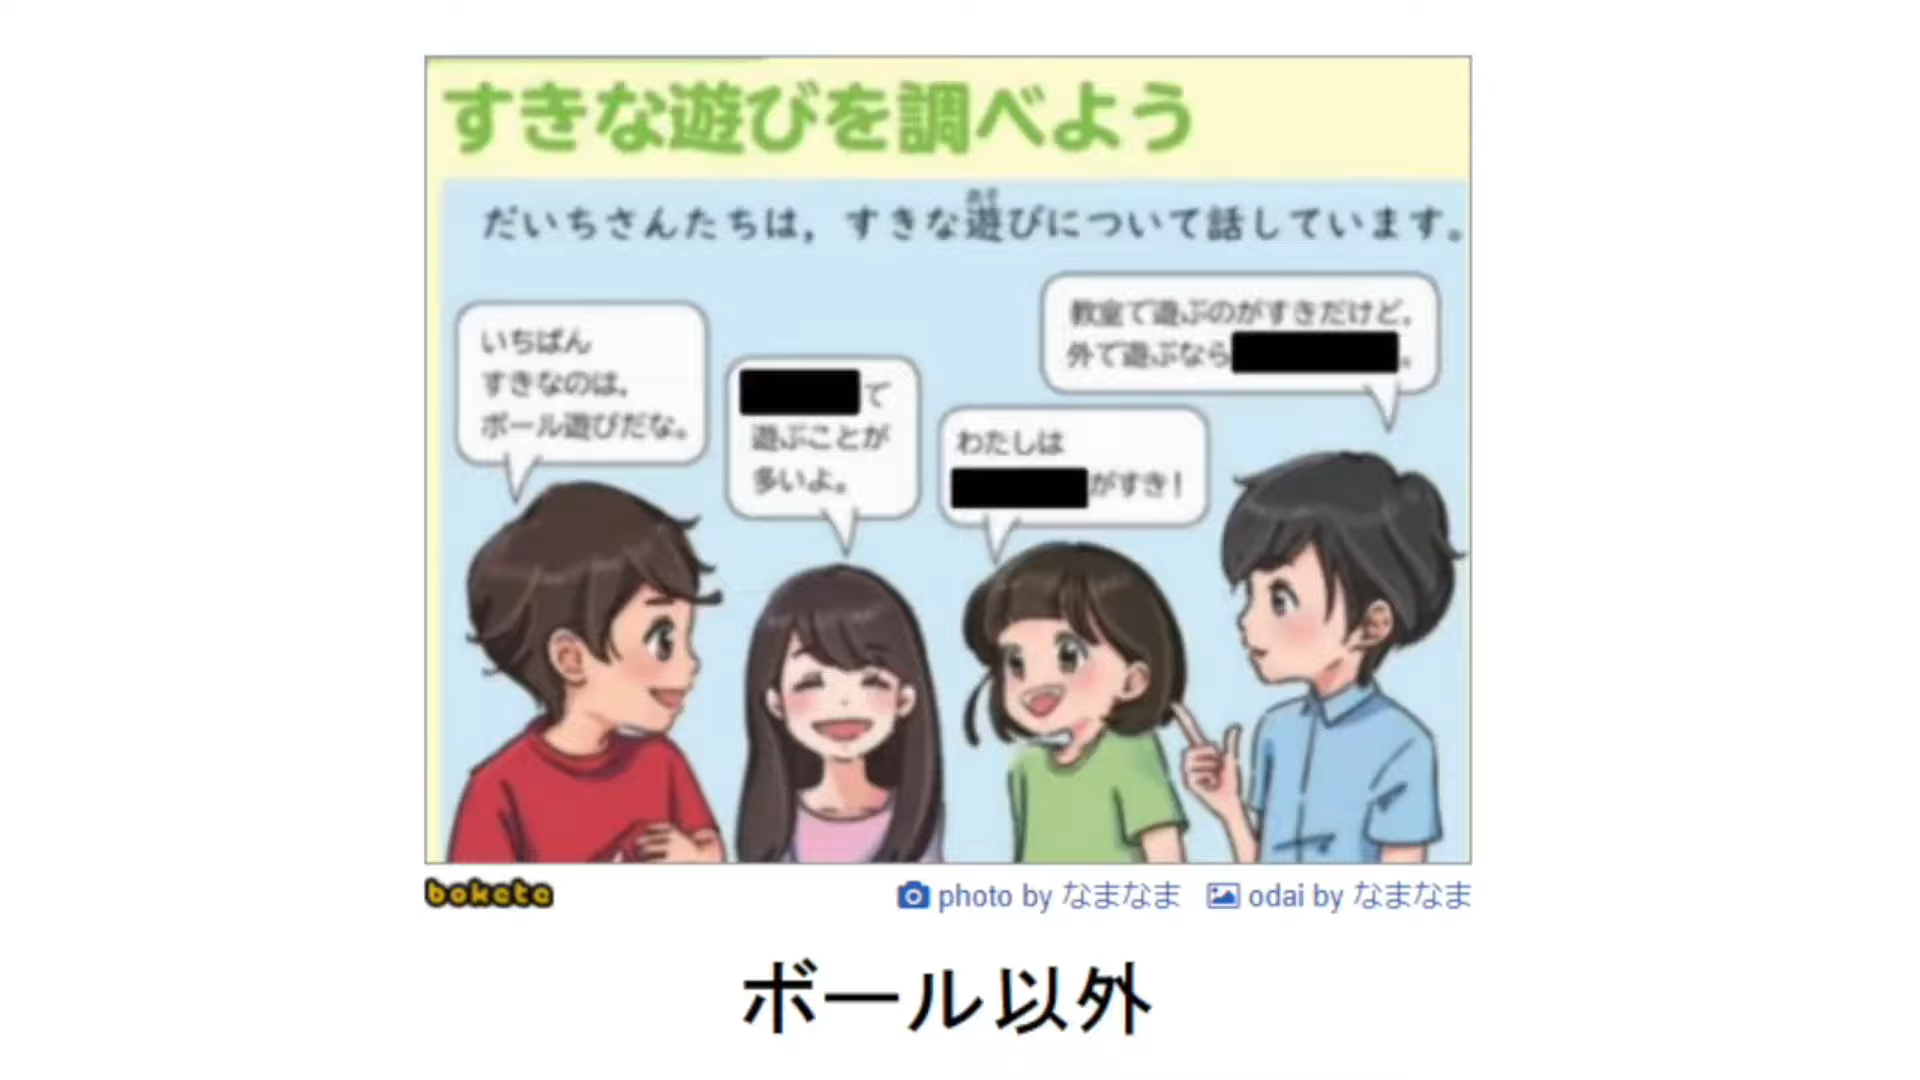 すきな遊びを調べよう
だいちさんたちは，すきな遊びについて話しています。
いちばん
すきなのは，
ボール遊びだな。
て
遊ぶことが
多いよ。
わたしは
がすき！
教室で遊ぶのがすきだけど，
外で遊ぶなら
。
bokete
photo by なまなま
odai by なまなま
ボール以外